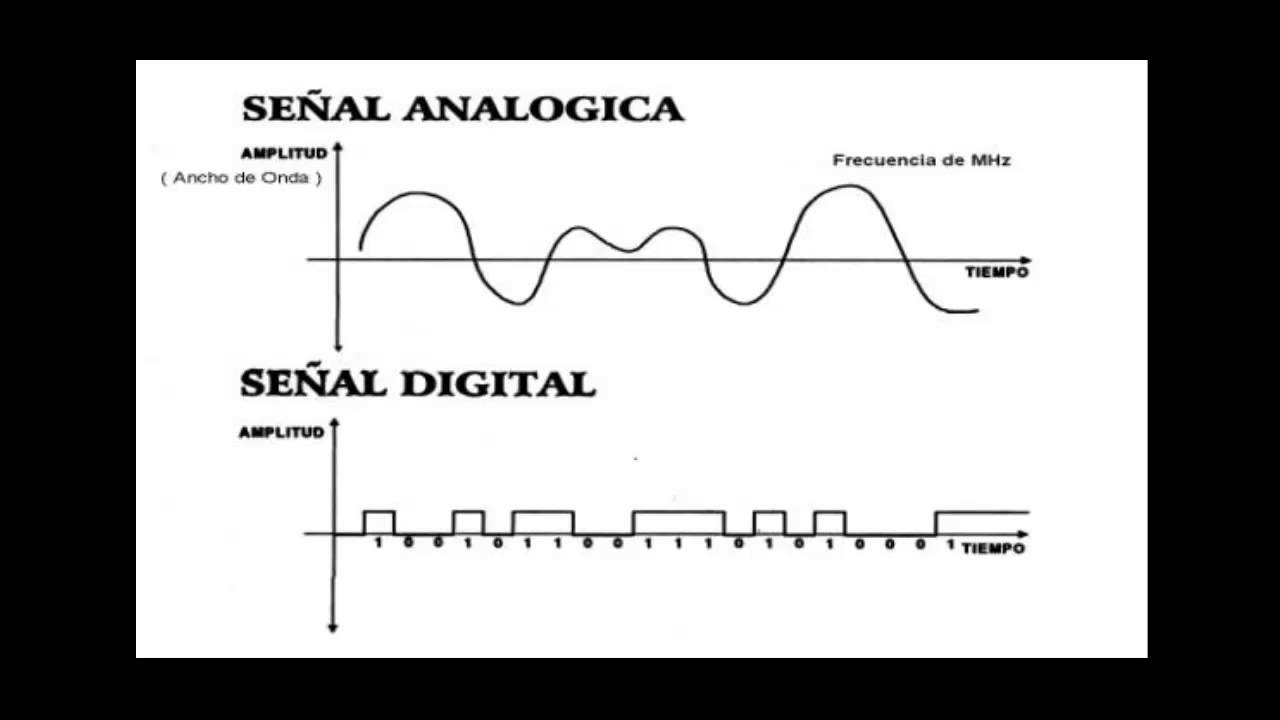 SEÑAL ANALOGICA
AMPLITUD
( Ancho de Onda )
Frecuencia de MHz
TIEMPO
SEÑAL DIGITAL
AMPLITUD
1 0 0 1 0 1 1 0 0 1 1 1 0 1 0 1 0 0 0 1
TIEMPO